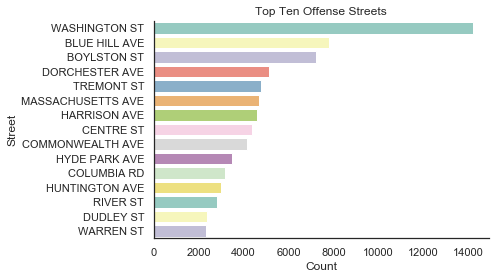 Top Ten Offense Streets
Street
WASHINGTON ST
BLUE HILL AVE
BOYLSTON ST
DORCHESTER AVE
TREMONT ST
MASSACHUSETTS AVE
HARRISON AVE
CENTRE ST
COMMONWEALTH AVE
HYDE PARK AVE
COLUMBIA RD
HUNTINGTON AVE
RIVER ST
DUDLEY ST
WARREN ST
0 2000 4000 6000 8000 10000 12000 14000
Count